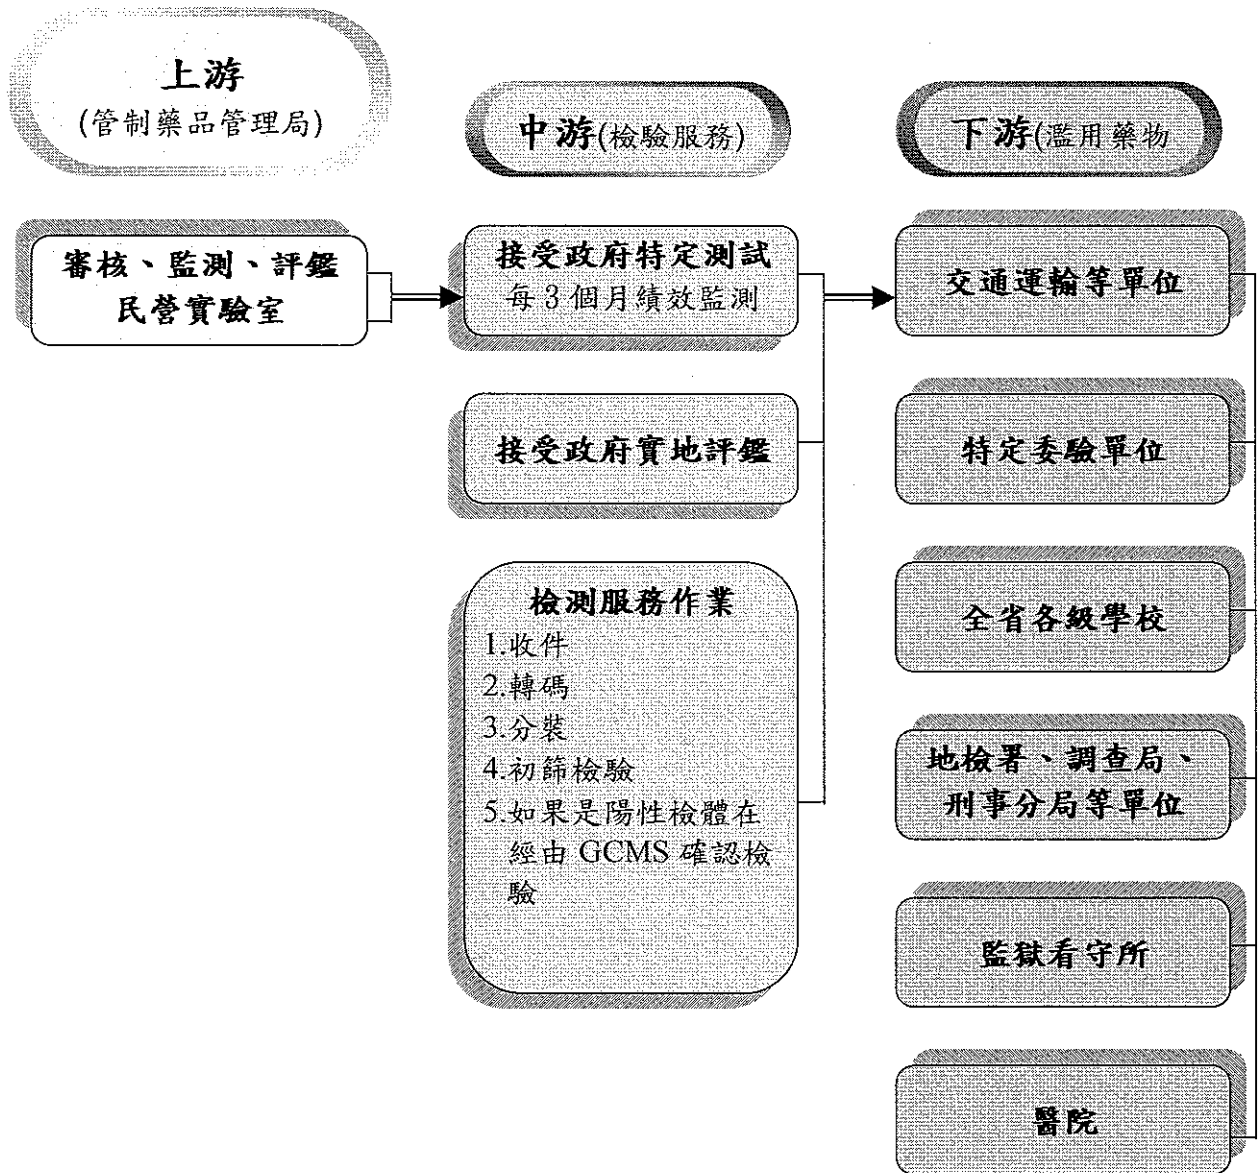 上游
(管制藥品管理局)
中游(檢驗服務)
下游(濫用藥物
審核、監測、評鑑
民營實驗室
接受政府特定測試
每 3 個月績效監測
接受政府實地評鑑
檢測服務作業
1.收件
2.轉碼
3.分裝
4.初篩檢驗
5.如果是陽性檢體在
經由 GCMS 確認檢
驗
交通運輸等單位
特定委驗單位
全省各級學校
地檢署、調查局、
刑事分局等單位
監獄看守所
醫院